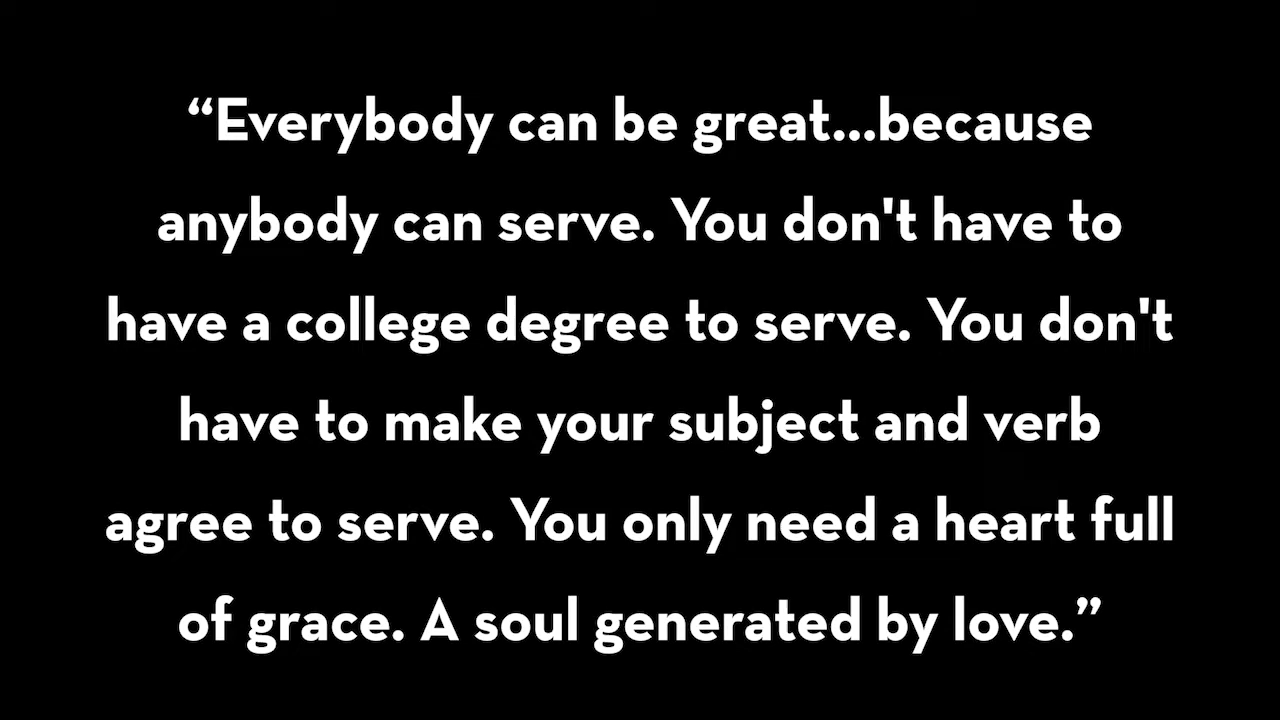 “Everybody can be great...because
anybody can serve. You don't have to
have a college degree to serve. You don't
have to make your subject and verb
agree to serve. You only need a heart full
of grace. A soul generated by love.”